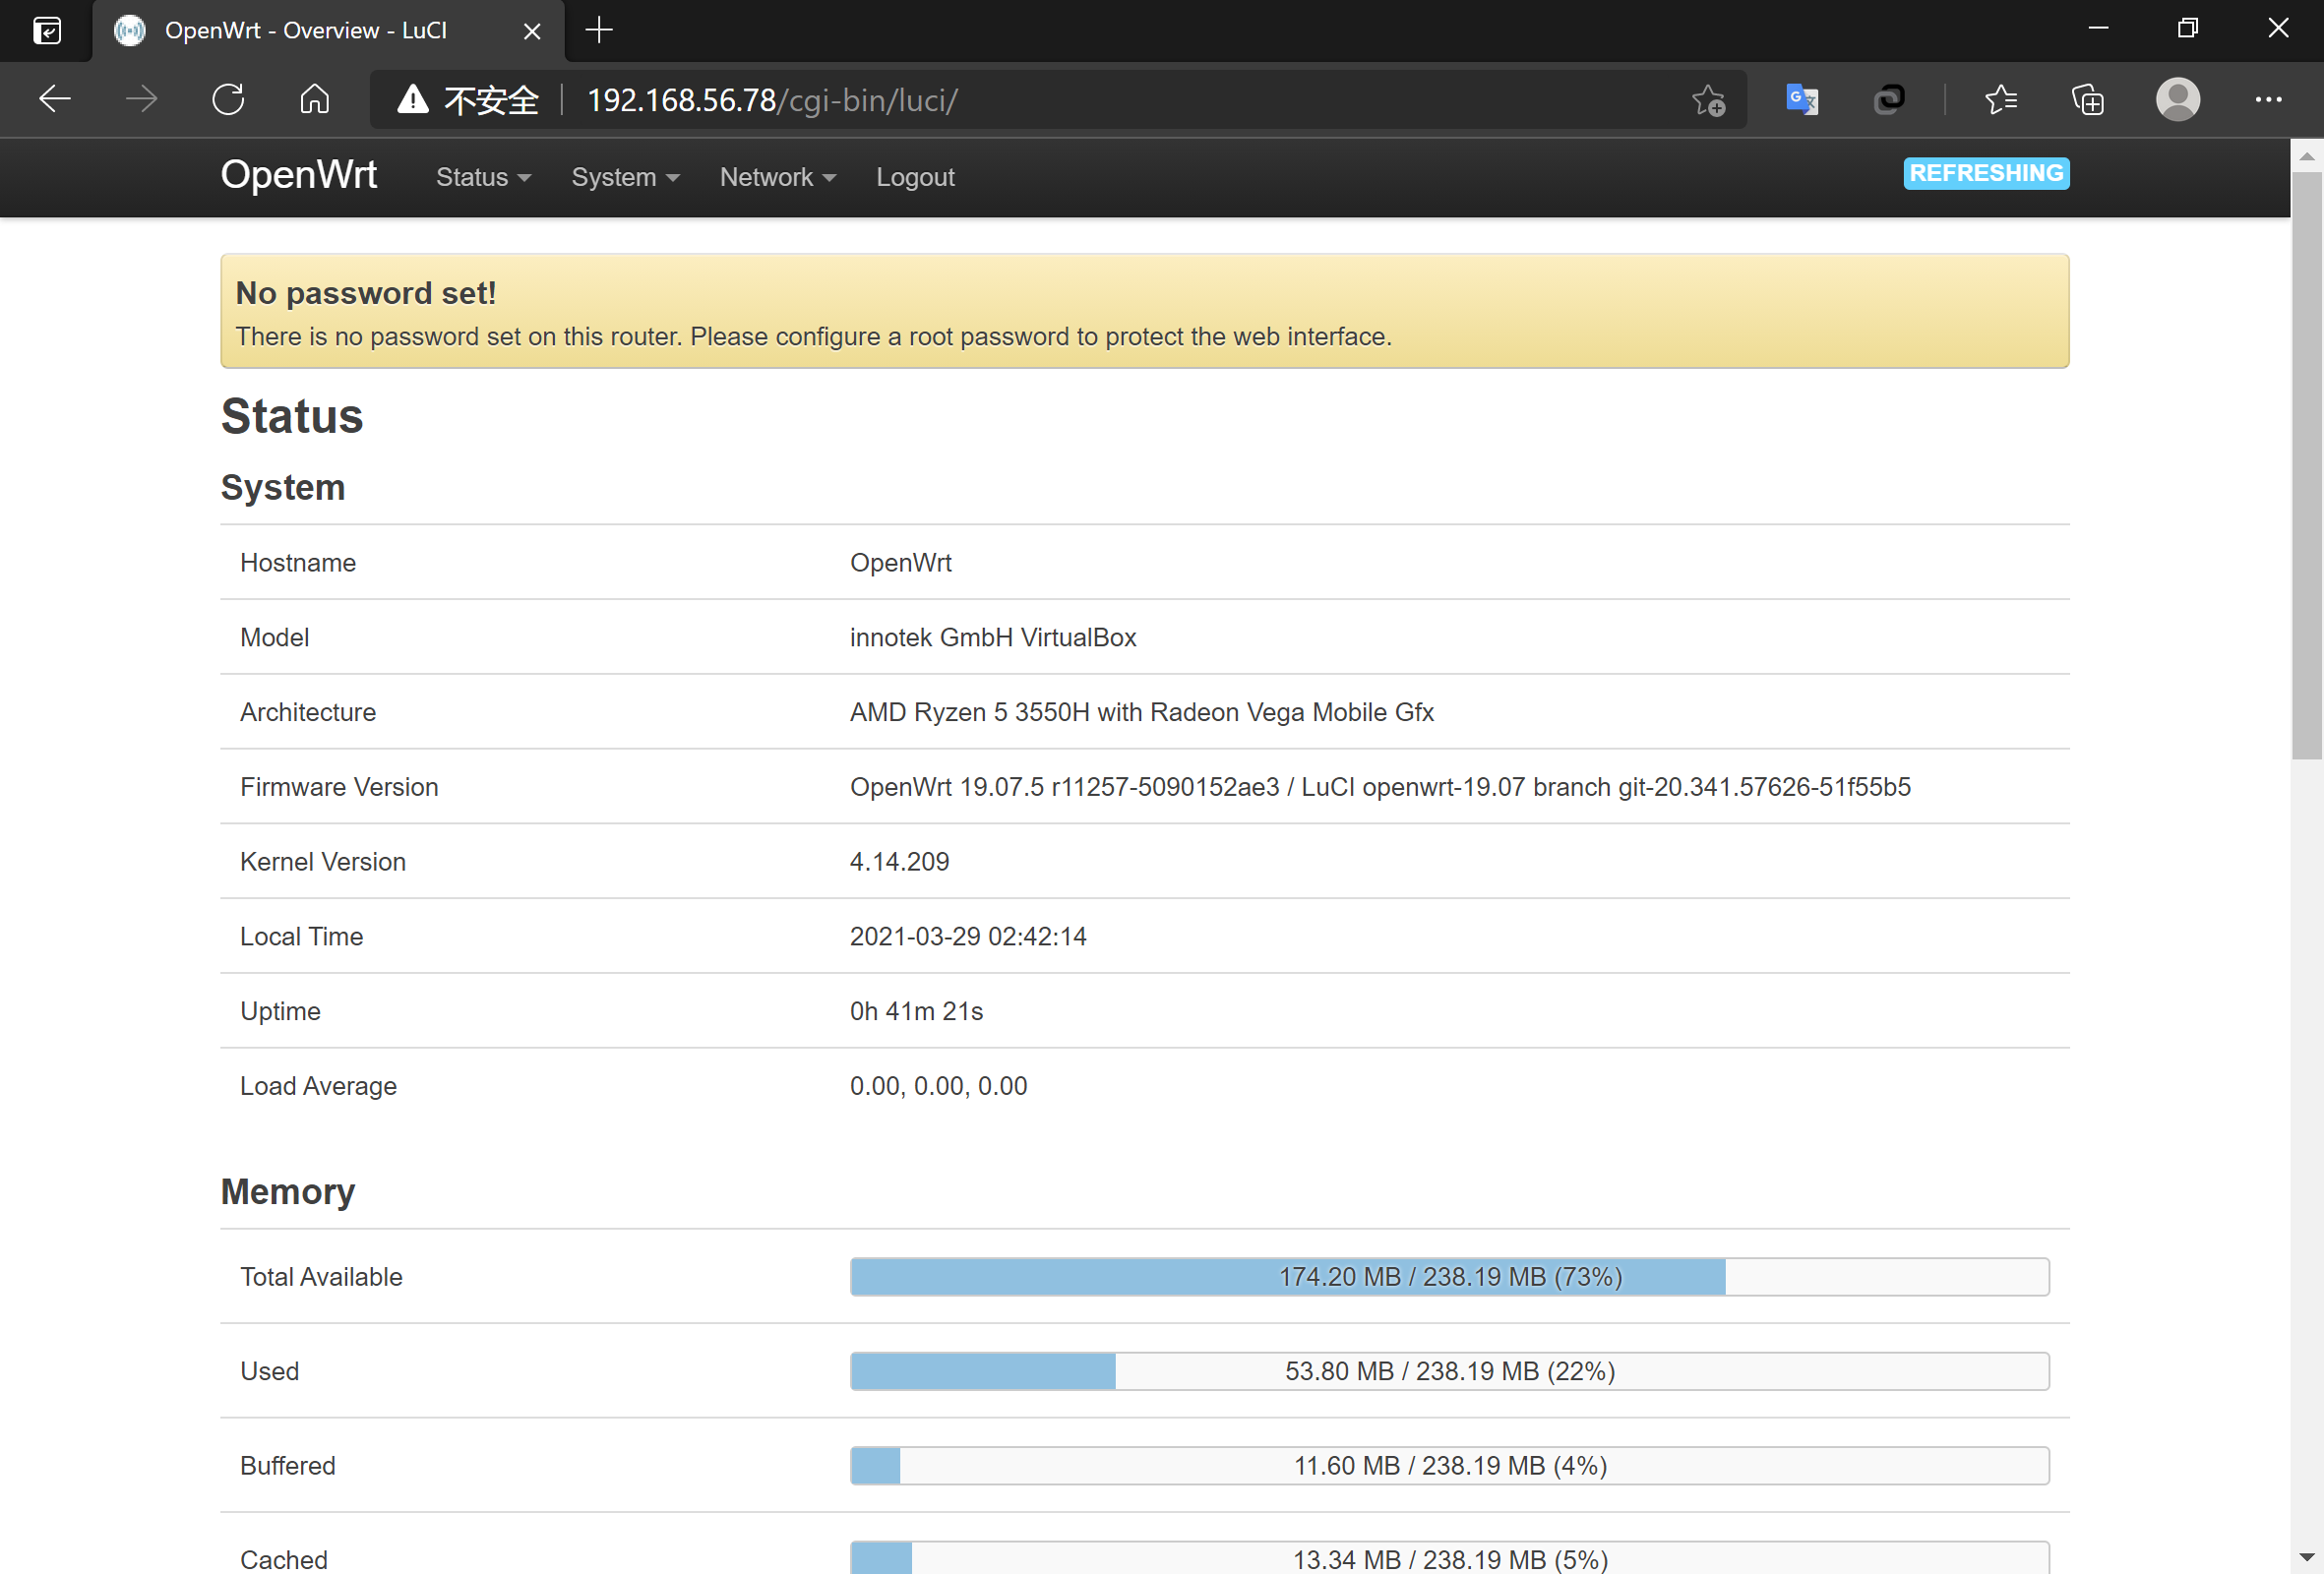 OpenWrt - Overview - LuCI
不安全 192.168.56.78/cgi-bin/luci/
OpenWrt Status System Network Logout REFRESHING
No password set!
There is no password set on this router. Please configure a root password to protect the web interface.
Status
System
Hostname OpenWrt
Model innotek GmbH VirtualBox
Architecture AMD Ryzen 5 3550H with Radeon Vega Mobile Gfx
Firmware Version OpenWrt 19.07.5 r11257-5090152ae3 / LuCI openwrt-19.07 branch git-20.341.57626-51f55b5
Kernel Version 4.14.209
Local Time 2021-03-29 02:42:14
Uptime 0h 41m 21s
Load Average 0.00, 0.00, 0.00
Memory
Total Available 174.20 MB / 238.19 MB (73%)
Used 53.80 MB / 238.19 MB (22%)
Buffered 11.60 MB / 238.19 MB (4%)
Cached 13.34 MB / 238.19 MB (5%)